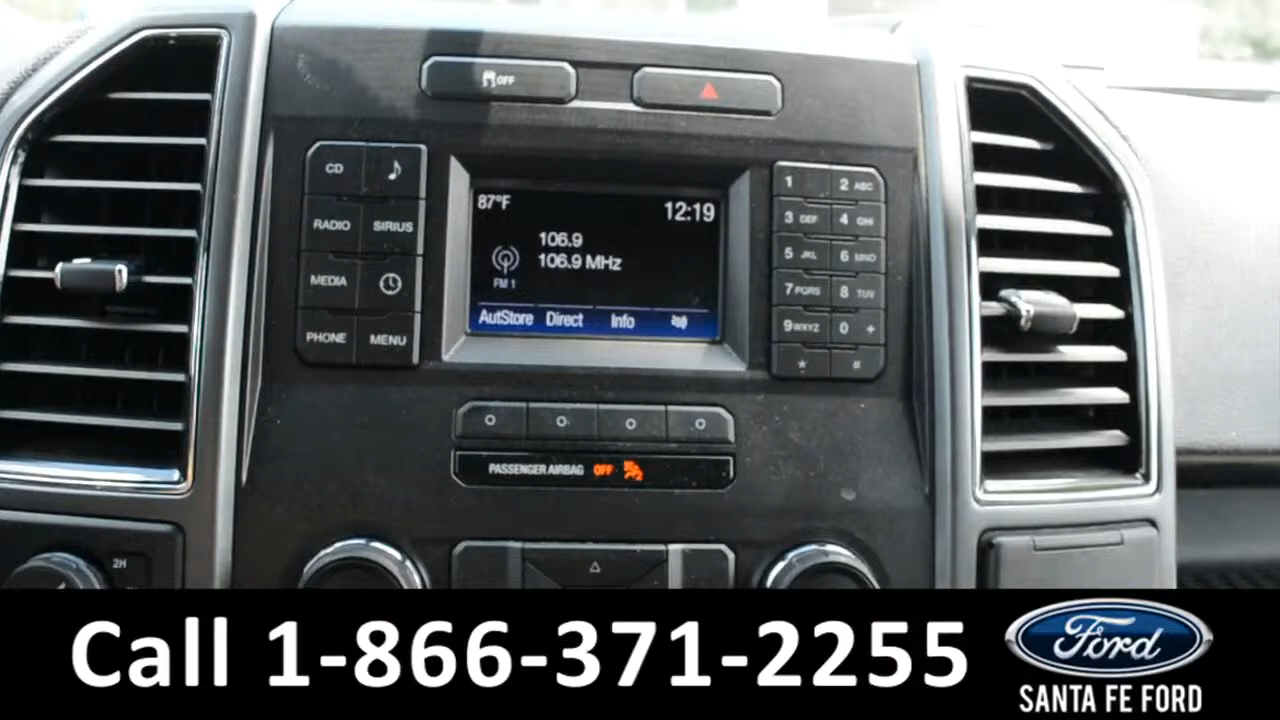 OFF
CD
RADIO SIRIUS
MEDIA
PHONE MENU
87°F 12:19
106.9
106.9 MHz
FM 1
AutStore Direct Info
1 2 ABC
3 DEF 4 GHI
5 JKL 6 MNO
7 PQRS 8 TUV
9 WXYZ 0 +
* #
PASSENGER AIRBAG OFF
2H
Call 1-866-371-2255
Ford
SANTA FE FORD